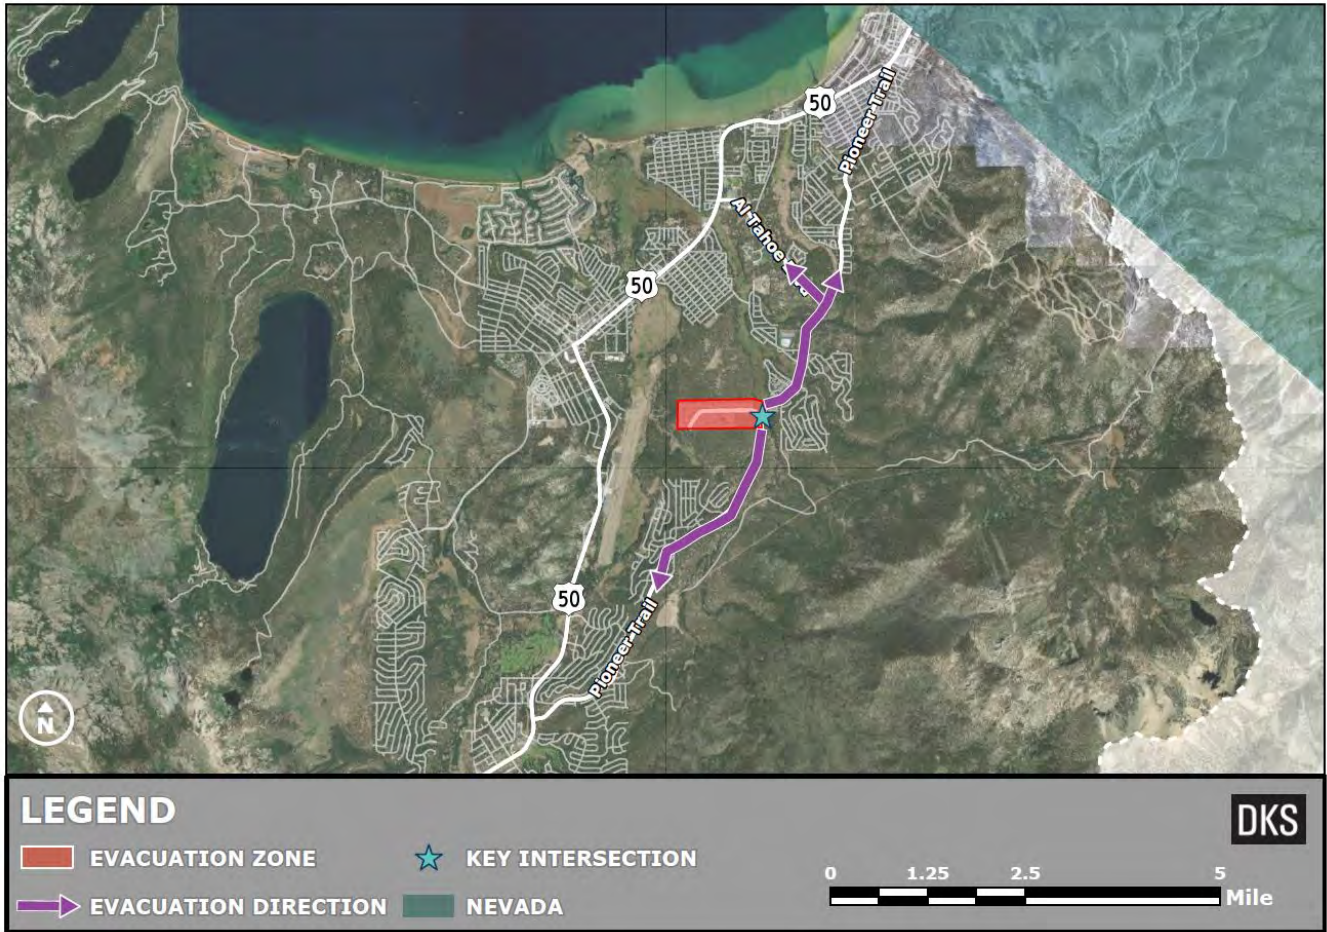 50
Pioneer Trail
Al Tahoe
50
50
Pioneer Trail
N
LEGEND
DKS
EVACUATION ZONE
KEY INTERSECTION
0 1.25 2.5 5
Mile
EVACUATION DIRECTION
NEVADA